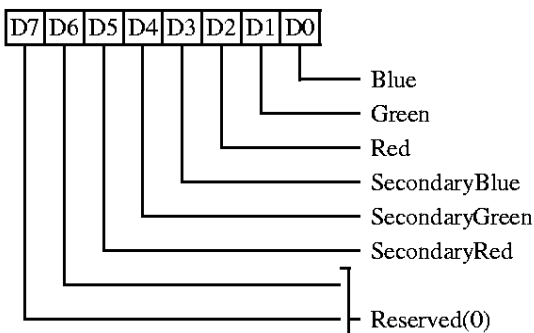 D7 D6 D5 D4 D3 D2 D1 D0
Blue
Green
Red
SecondaryBlue
SecondaryGreen
SecondaryRed
Reserved(0)